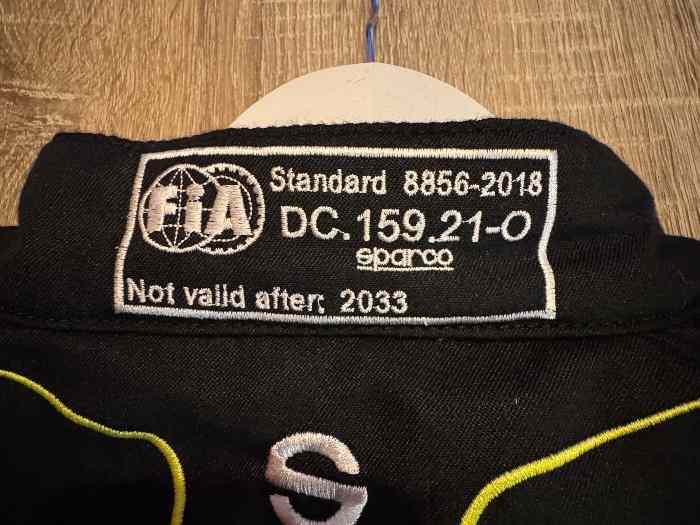 FIA
Standard 8856-2018
DC.159.21-O
sparco
Not valid after: 2033
S